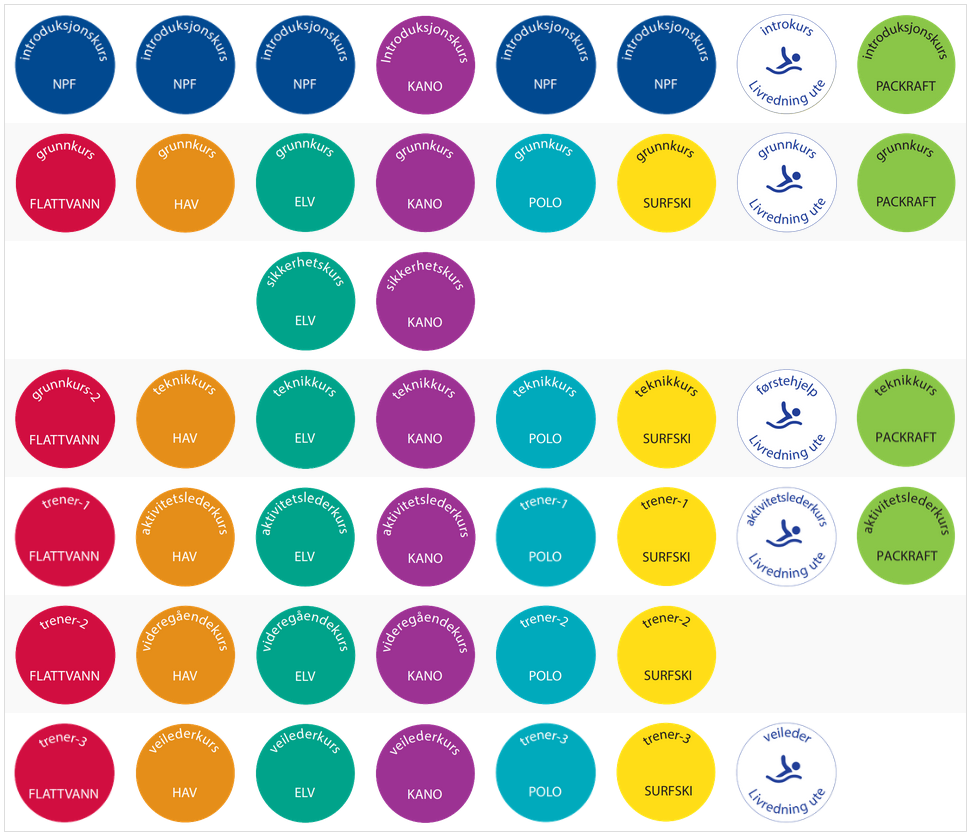 introduksjonskurs
NPF
introduksjonskurs
NPF
introduksjonskurs
NPF
Introduksjonskurs
KANO
introduksjonskurs
NPF
introduksjonskurs
NPF
introkurs
Livredning ute
introduksjonskurs
PACKRAFT
grunnkurs
FLATTVANN
grunnkurs
HAV
grunnkurs
ELV
grunnkurs
KANO
grunnkurs
POLO
grunnkurs
SURFSKI
grunnkurs
Livredning ute
grunnkurs
PACKRAFT
sikkerhetskurs
ELV
sikkerhetskurs
KANO
grunnkurs-2
FLATTVANN
teknikkurs
HAV
teknikkurs
ELV
teknikkurs
KANO
teknikkurs
POLO
teknikkurs
SURFSKI
førstehjelp
Livredning ute
teknikkurs
PACKRAFT
trener-1
FLATTVANN
aktivitetslederkurs
HAV
aktivitetslederkurs
ELV
aktivitetslederkurs
KANO
trener-1
POLO
trener-1
SURFSKI
aktivitetslederkurs
Livredning ute
aktivitetslederkurs
PACKRAFT
trener-2
FLATTVANN
videregåendekurs
HAV
videregåendekurs
ELV
videregåendekurs
KANO
trener-2
POLO
trener-2
SURFSKI
trener-3
FLATTVANN
veilederkurs
HAV
veilederkurs
ELV
veilederkurs
KANO
trener-3
POLO
trener-3
SURFSKI
veileder
Livredning ute